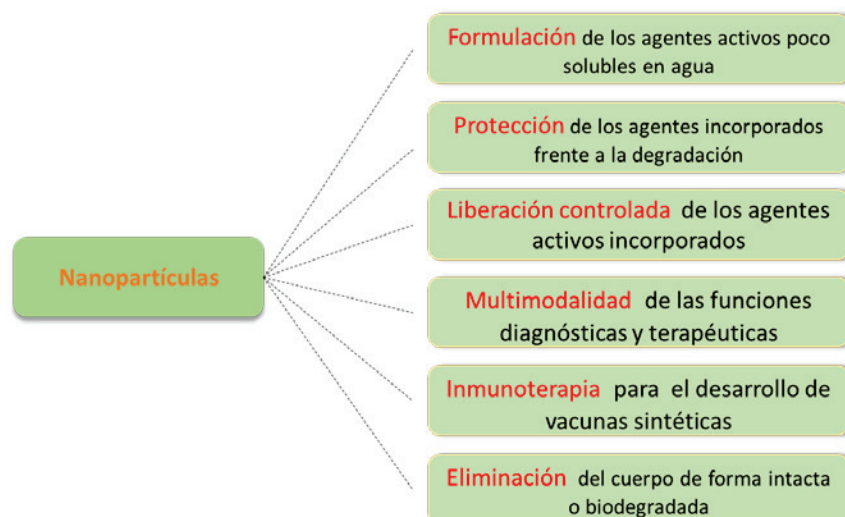 Formulación de los agentes activos poco
solubles en agua
Protección de los agentes incorporados
frente a la degradación
Liberación controlada de los agentes
activos incorporados
Nanopartículas
Multimodalidad de las funciones
diagnósticas y terapéuticas
Inmunoterapia para el desarrollo de
vacunas sintéticas
Eliminación del cuerpo de forma intacta
o biodegradada